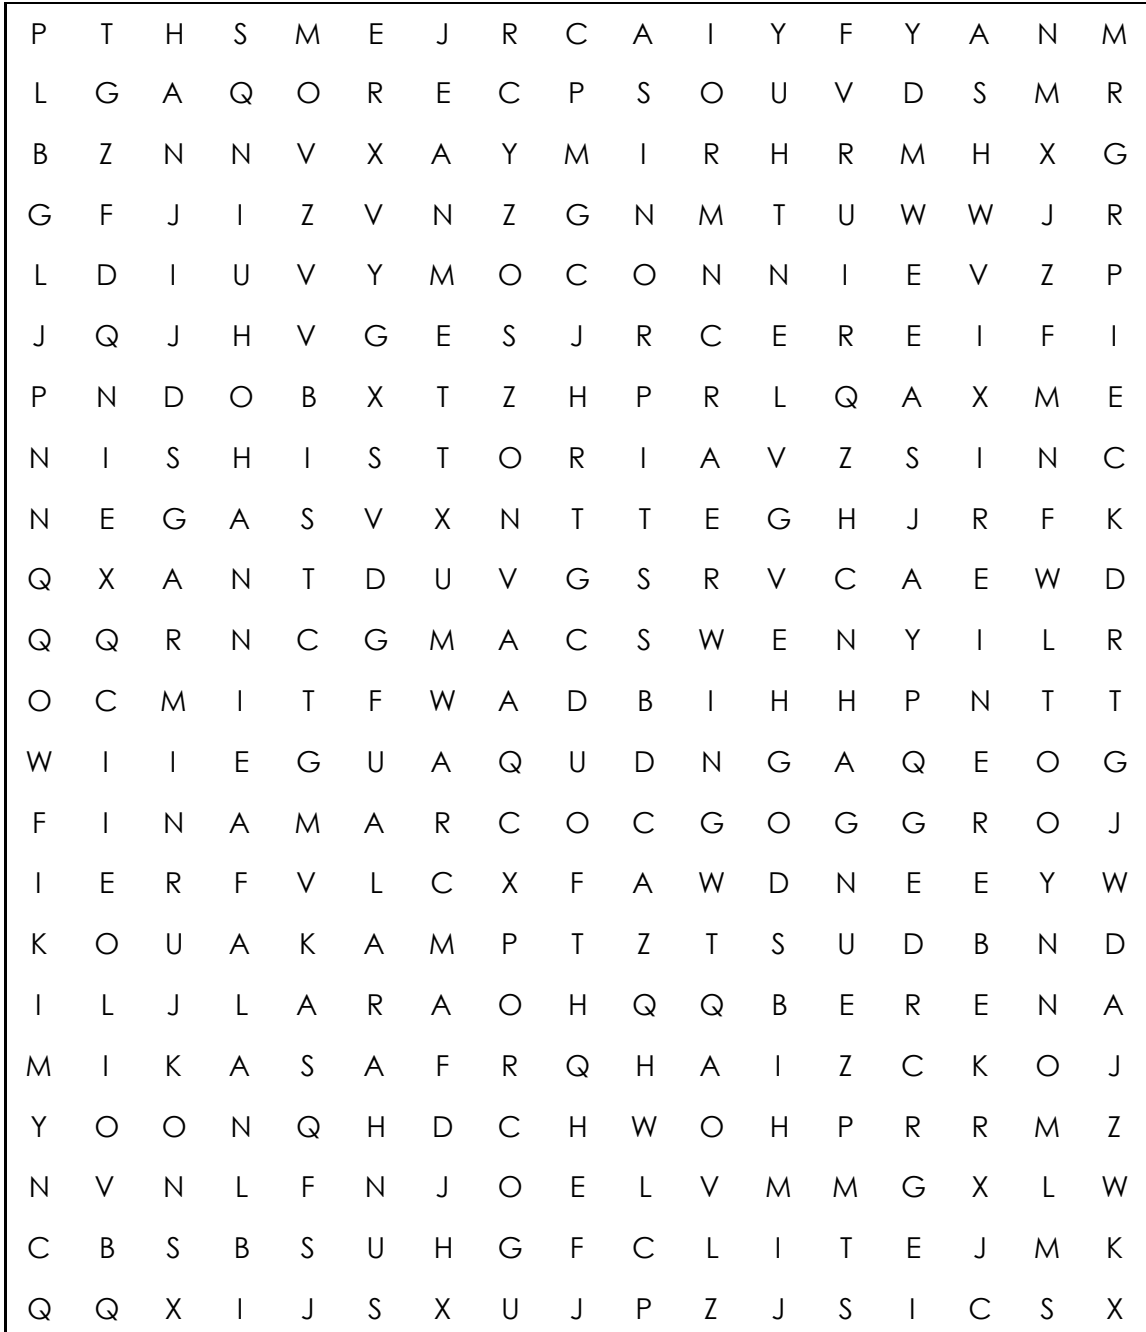 P T H S M E J R C A I Y F Y A N M
L G A Q O R E C P S O U V D S M R
B Z N N V X A Y M I R H R M H X G
G F J I Z V N Z G N M T U W W J R
L D I U V Y M O C O N N I E V Z P
J Q J H V G E S J R C E R E I F I
P N D O B X T Z H P R L Q A X M E
N I S H I S T O R I A V Z S I N C
N E G A S V X N T T E G H J R F K
Q X A N T D U V G S R V C A E W D
Q Q R N C G M A C S W E N Y I L R
O C M I T F W A D B I H H P N T T
W I I E G U A Q U D N G A Q E O G
F I N A M A R C O C G O G G R O J
I E R F V L C X F A W D N E E Y W
K O U A K A M P T Z T S U D B N D
I L J L A R A O H Q Q B E R E N A
M I K A S A F R Q H A I Z C K O J
Y O O N Q H D C H W O H P R R M Z
N V N L F N J O E L V M M G X L W
C B S B S U H G F C L I T E J M K
Q Q X I J S X U J P Z J S I C S X